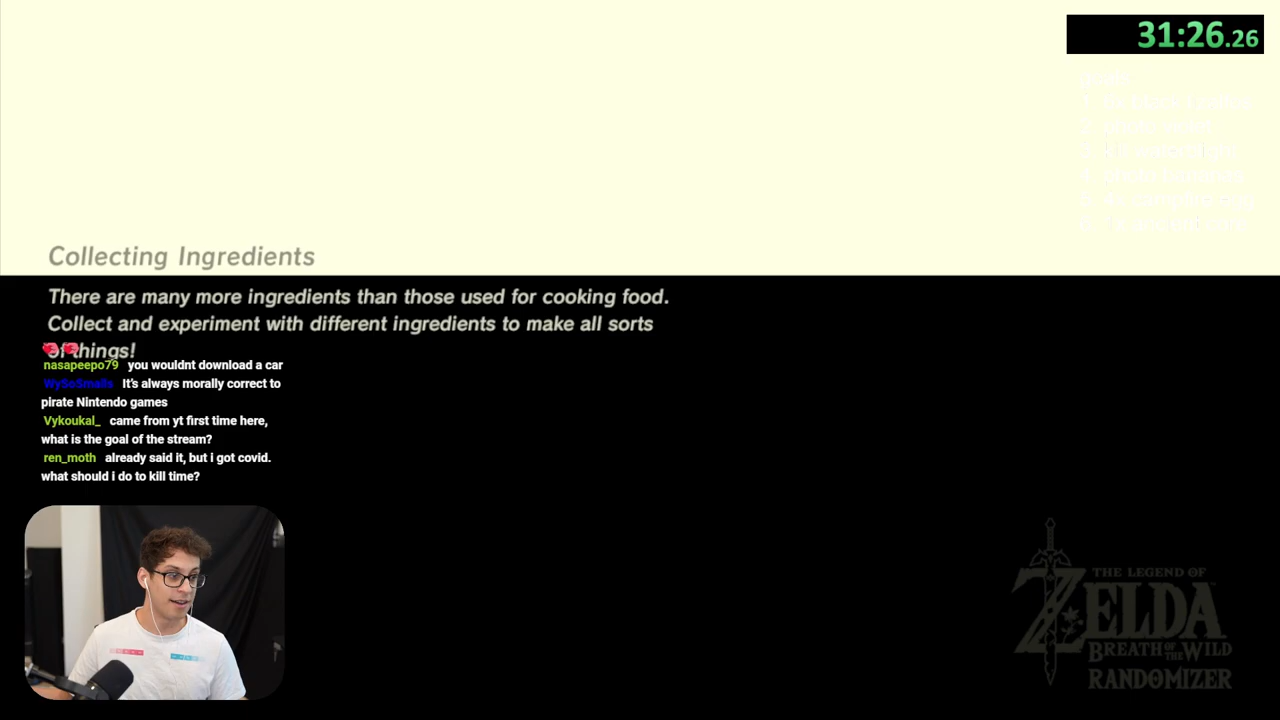 31:26.26
Collecting Ingredients
There are many more ingredients than those used for cooking food.
Collect and experiment with different ingredients to make all sorts
of things!
nasapeepo79 you wouldnt download a car
WySoSmalls It's always morally correct to
pirate Nintendo games
Vykoukal_ came from yt first time here,
what is the goal of the stream?
ren_moth already said it, but i got covid.
what should i do to kill time?
THE LEGEND OF
ZELDA
BREATH OF THE WILD
RANDOMIZER